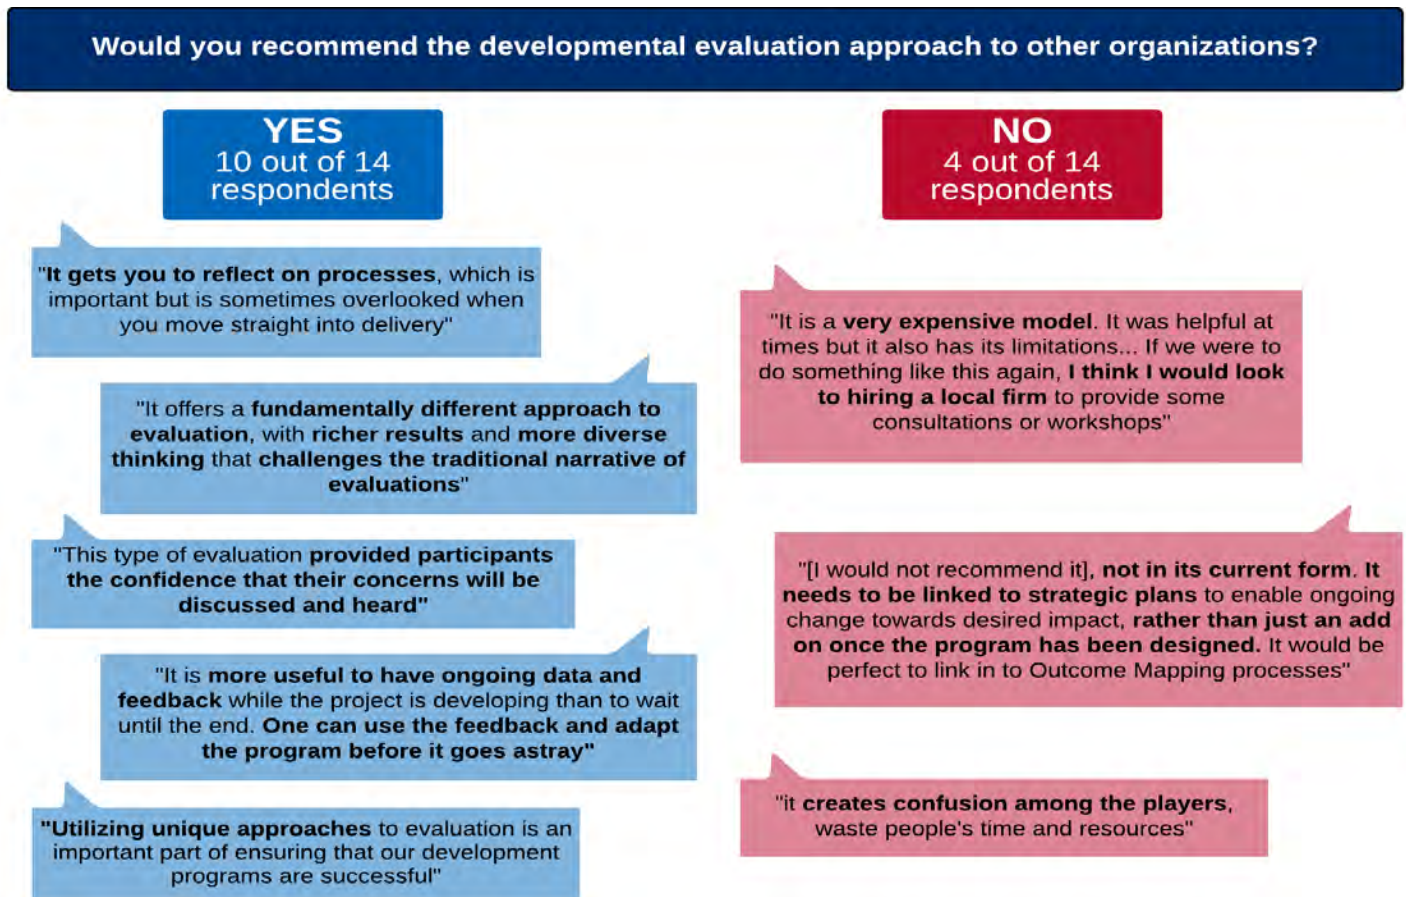 Would you recommend the developmental evaluation approach to other organizations?
YES
10 out of 14
respondents
"It gets you to reflect on processes, which is
important but is sometimes overlooked when
you move straight into delivery"
"It offers a fundamentally different approach to
evaluation, with richer results and more diverse
thinking that challenges the traditional narrative of
evaluations"
"This type of evaluation provided participants
the confidence that their concerns will be
discussed and heard"
"It is more useful to have ongoing data and
feedback while the project is developing than to wait
until the end. One can use the feedback and adapt
the program before it goes astray"
"Utilizing unique approaches to evaluation is an
important part of ensuring that our development
programs are successful"
NO
4 out of 14
respondents
"It is a very expensive model. It was helpful at
times but it also has its limitations... If we were to
do something like this again, I think I would look
to hiring a local firm to provide some
consultations or workshops"
"[I would not recommend it], not in its current form. It
needs to be linked to strategic plans to enable ongoing
change towards desired impact, rather than just an add
on once the program has been designed. It would be
perfect to link in to Outcome Mapping processes"
"it creates confusion among the players,
waste people's time and resources"